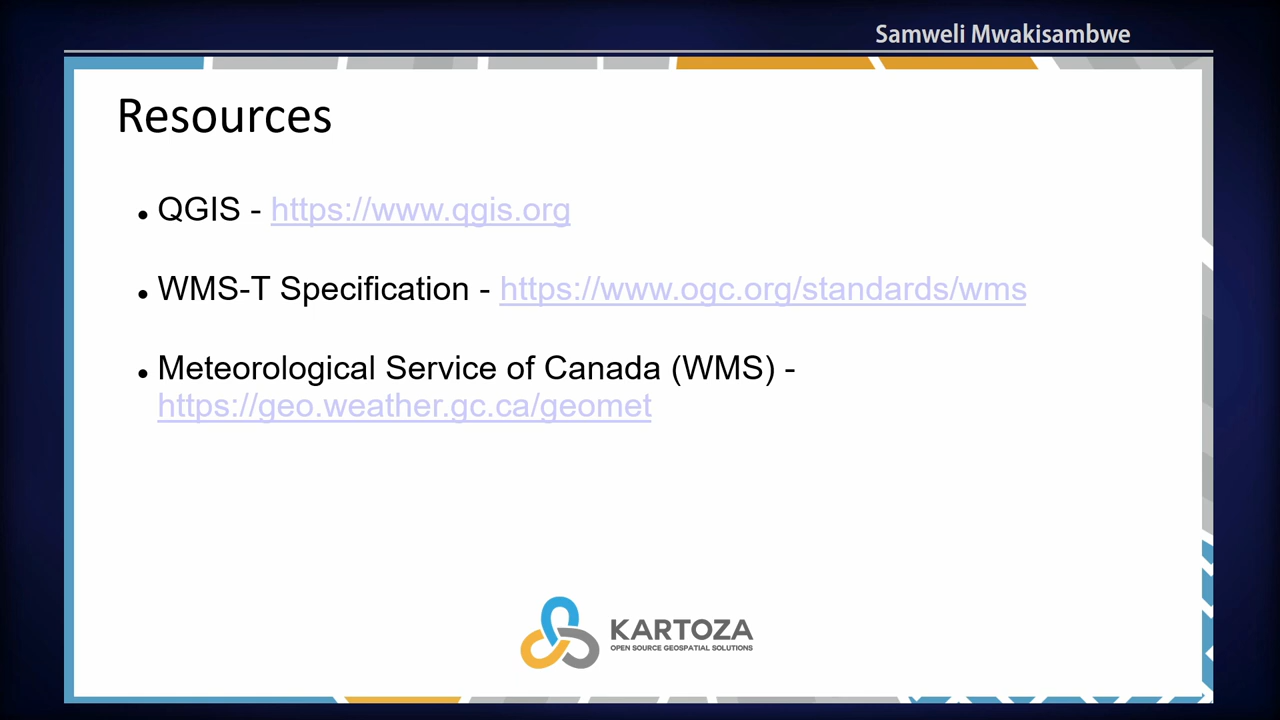 Samweli Mwakisambwe
Resources
• QGIS - https://www.qgis.org
• WMS-T Specification - https://www.ogc.org/standards/wms
• Meteorological Service of Canada (WMS) -
https://geo.weather.gc.ca/geomet
KARTOZA
OPEN SOURCE GEOSPATIAL SOLUTIONS